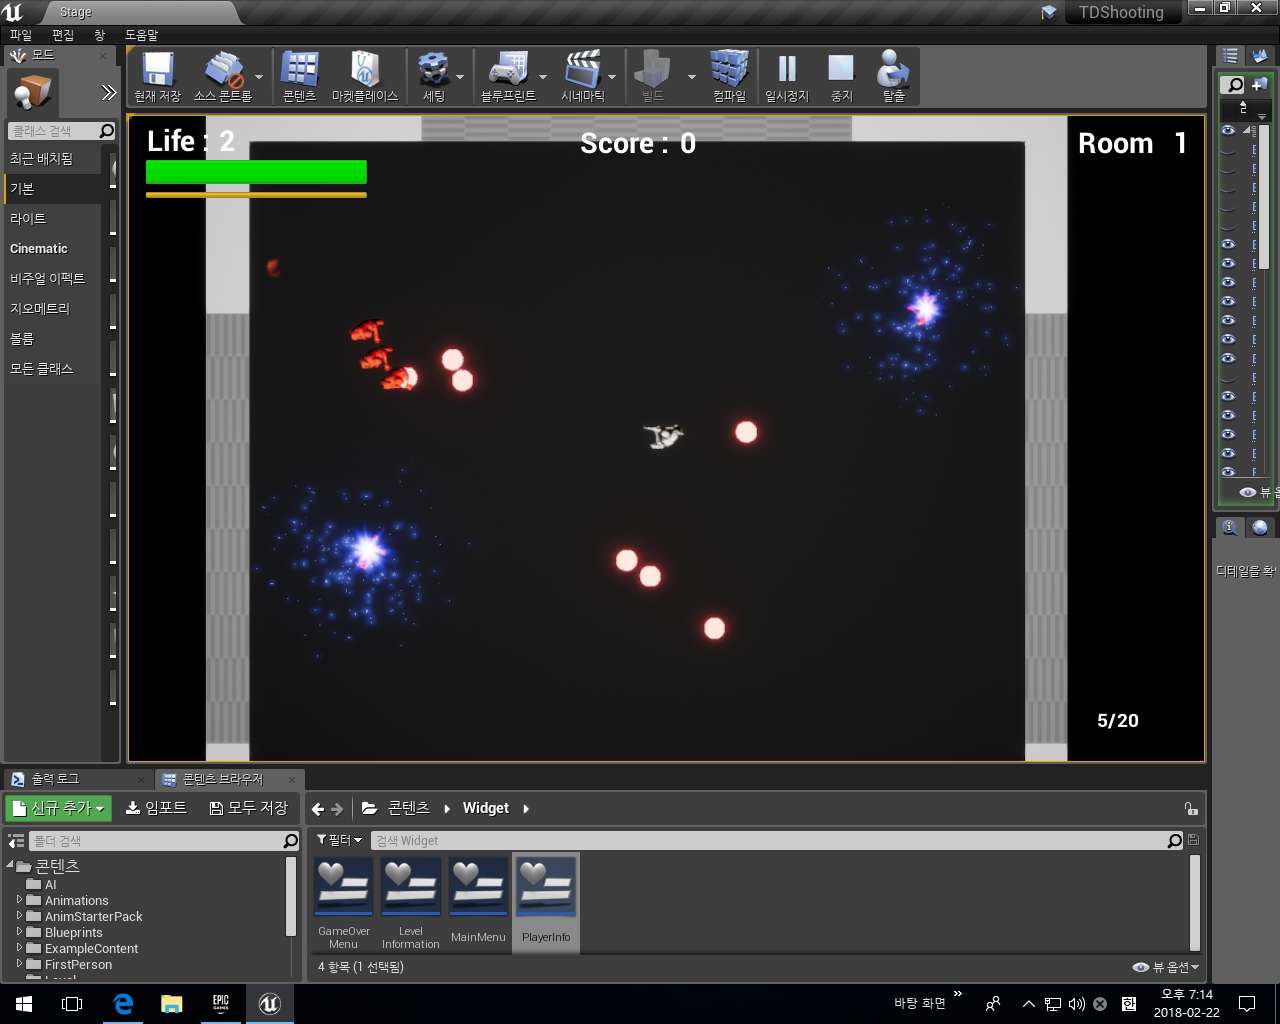 Stage
TDShooting
파일 편집 창 도움말
모드
현재 저장 소스 콘트롤 콘텐츠 마켓플레이스 세팅 블루프린트 시네마틱 빌드 컴파일 일시정지 중지 탈출
클래스 검색
최근 배치됨
기본
라이트
Cinematic
비주얼 이펙트
지오메트리
볼륨
모든 클래스
Life : 2
Score : 0
Room 1
5/20
뷰 옵
디테일을 확
출력 로그 콘텐츠 브라우저
신규 추가 임포트 모두 저장 콘텐츠 Widget
폴더 검색
필터 검색 Widget
콘텐츠
AI
Animations
AnimStarterPack
Blueprints
ExampleContent
FirstPerson
GameOver
Menu
Level
Information
MainMenu
PlayerInfo
4 항목 (1 선택됨)
뷰 옵션
EPIC
GAMES
바탕 화면
한
오후 7:14
2018-02-22